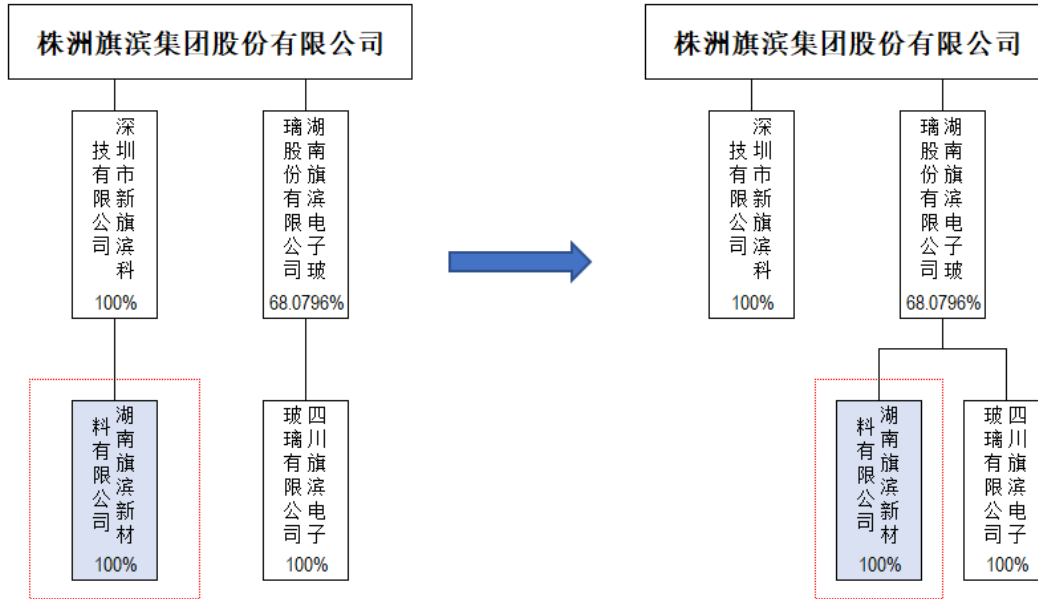 株洲旗滨集团股份有限公司
深圳市新旗滨科
技有限公司
100%
湖南旗滨电子玻
璃股份有限公司
68.0796%
湖南旗滨新材
料有限公司
100%
四川旗滨电子
玻璃有限公司
100%
株洲旗滨集团股份有限公司
深圳市新旗滨科
技有限公司
100%
湖南旗滨电子玻
璃股份有限公司
68.0796%
湖南旗滨新材
料有限公司
100%
四川旗滨电子
玻璃有限公司
100%